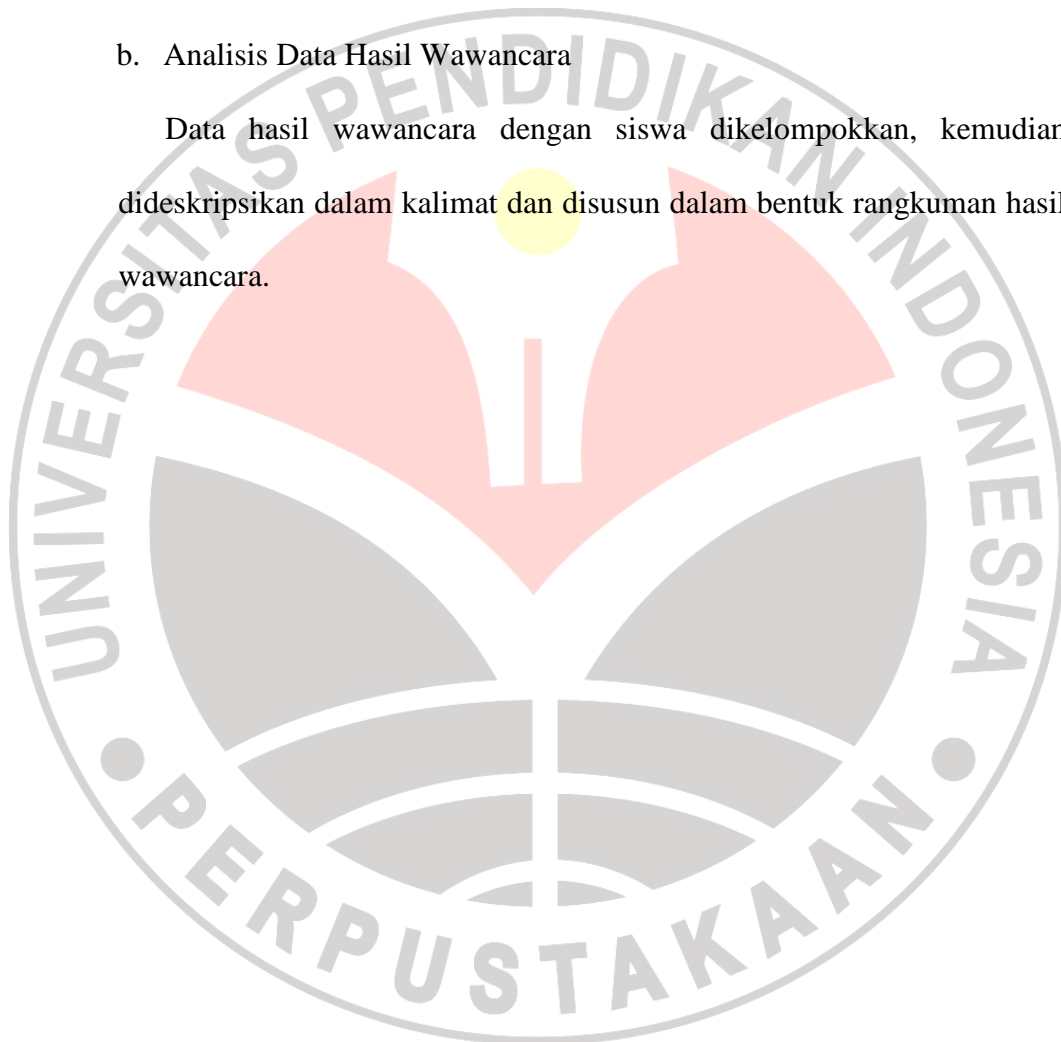 b. Analisis Data Hasil Wawancara
Data hasil wawancara dengan siswa dikelompokkan, kemudian
dideskripsikan dalam kalimat dan disusun dalam bentuk rangkuman hasil
wawancara.
UNIVERSITAS PENDIDIKAN INDONESIA
PERPUSTAKAAN